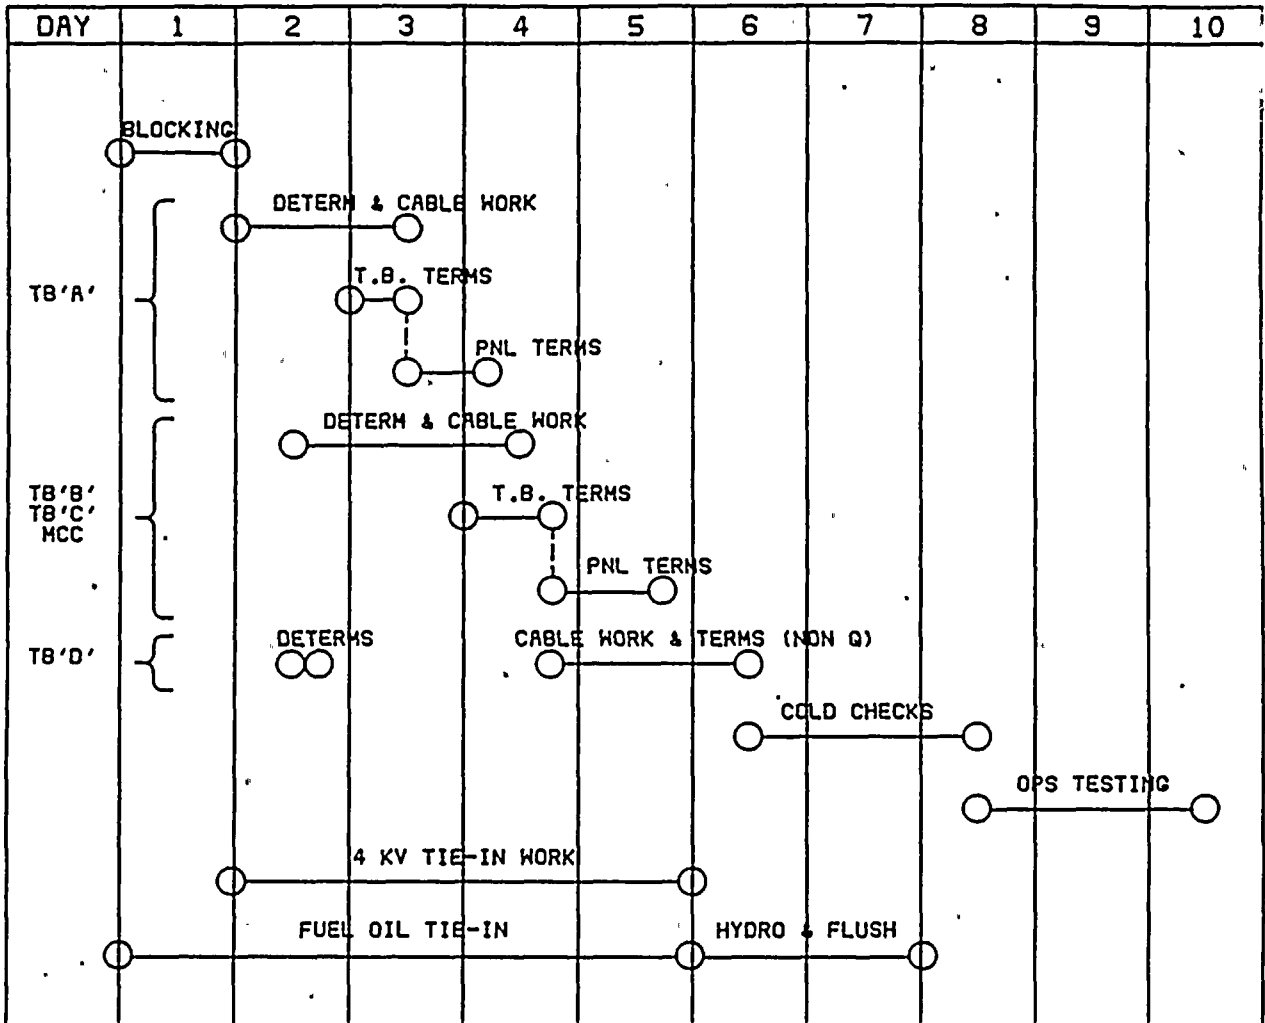 DAY 1 2 3 4 5 6 7 8 9 10
BLOCKING
DETERM & CABLE WORK
T.B. TERMS
TB'A'
PNL TERMS
DETERM & CABLE WORK
TB'B'
T.B. TERMS
TB'C'
MCC
PNL TERMS
DETERMS
CABLE WORK & TERMS (NON Q)
TB'D'
COLD CHECKS
OPS TESTING
4 KV TIE-IN WORK
FUEL OIL TIE-IN
HYDRO & FLUSH